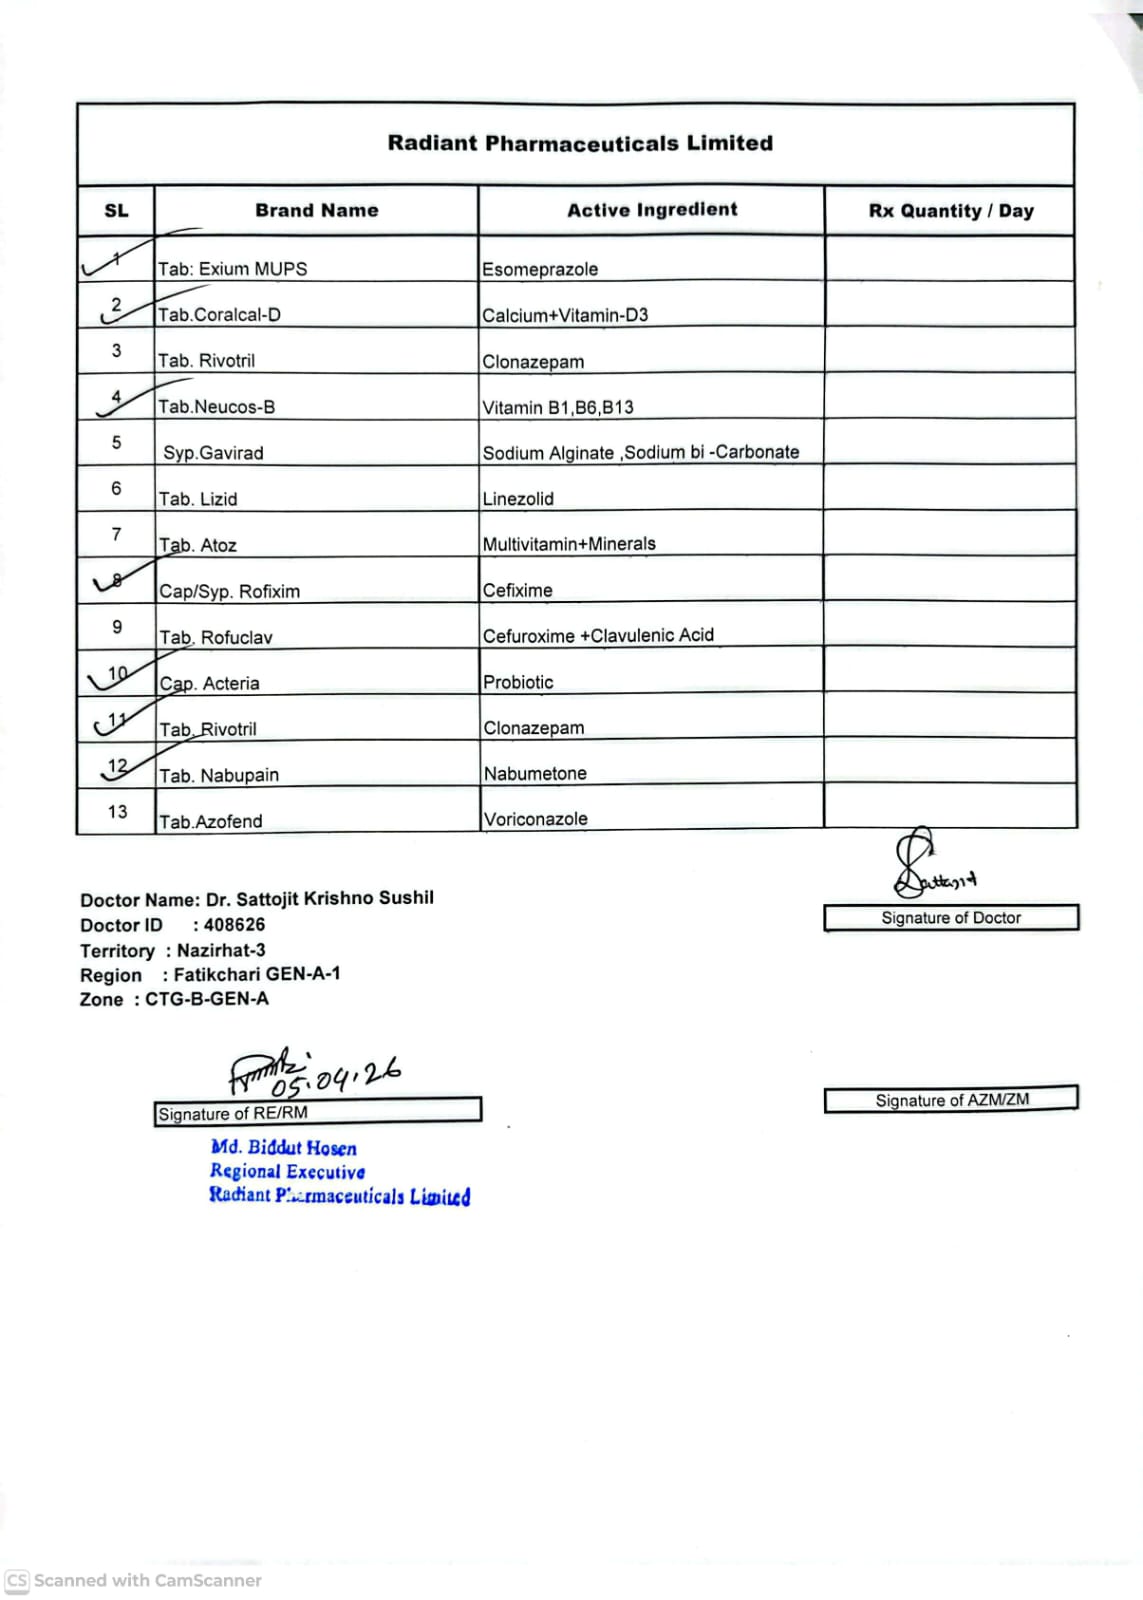 Radiant Pharmaceuticals Limited
SL Brand Name Active Ingredient Rx Quantity / Day
1 Tab: Exium MUPS Esomeprazole
2 Tab.Coralcal-D Calcium+Vitamin-D3
3 Tab. Rivotril Clonazepam
4 Tab.Neucos-B Vitamin B1,B6,B13
5 Syp.Gavirad Sodium Alginate ,Sodium bi -Carbonate
6 Tab. Lizid Linezolid
7 Tab. Atoz Multivitamin+Minerals
8 Cap/Syp. Rofixim Cefixime
9 Tab. Rofuclav Cefuroxime +Clavulenic Acid
10 Cap. Acteria Probiotic
11 Tab. Rivotril Clonazepam
12 Tab. Nabupain Nabumetone
13 Tab.Azofend Voriconazole
Doctor Name: Dr. Sattojit Krishno Sushil
Signature of Doctor
Doctor ID : 408626
Territory : Nazirhat-3
Region : Fatikchari GEN-A-1
Zone : CTG-B-GEN-A
05.04.26
Signature of RE/RM
Signature of AZM/ZM
Md. Biddut Hosen
Regional Executive
Radiant Pharmaceuticals Limited
CS Scanned with CamScanner